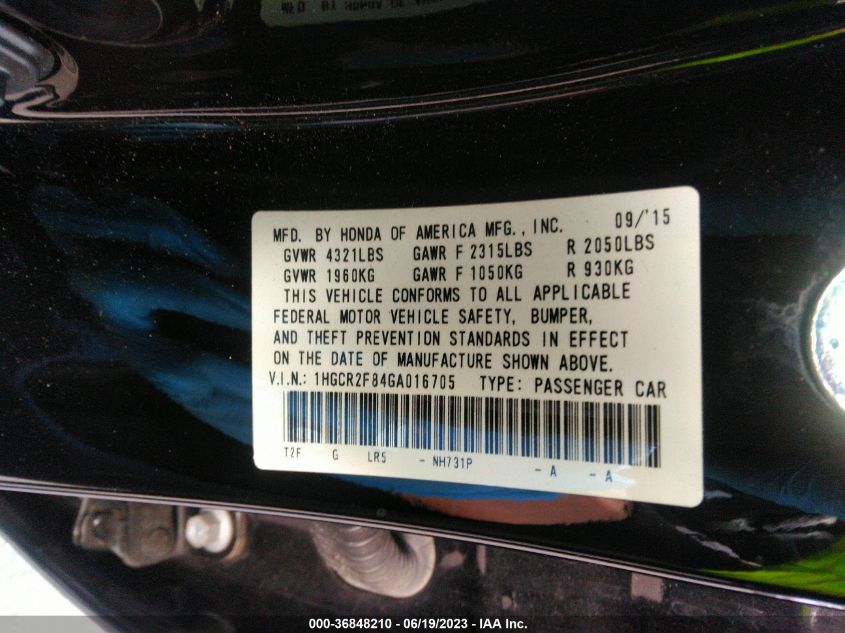 MFD. BY HONDA OF AMERICA MFG., INC. 09/'15
GVWR 4321LBS GAWR F 2315LBS R 2050LBS
GVWR 1960KG GAWR F 1050KG R 930KG
THIS VEHICLE CONFORMS TO ALL APPLICABLE
FEDERAL MOTOR VEHICLE SAFETY, BUMPER,
AND THEFT PREVENTION STANDARDS IN EFFECT
ON THE DATE OF MANUFACTURE SHOWN ABOVE.
V.I.N.: 1HGCR2F84GA016705 TYPE: PASSENGER CAR
T2F G LR5 - NH731P - A - A
000-36848210 - 06/19/2023 - IAA Inc.